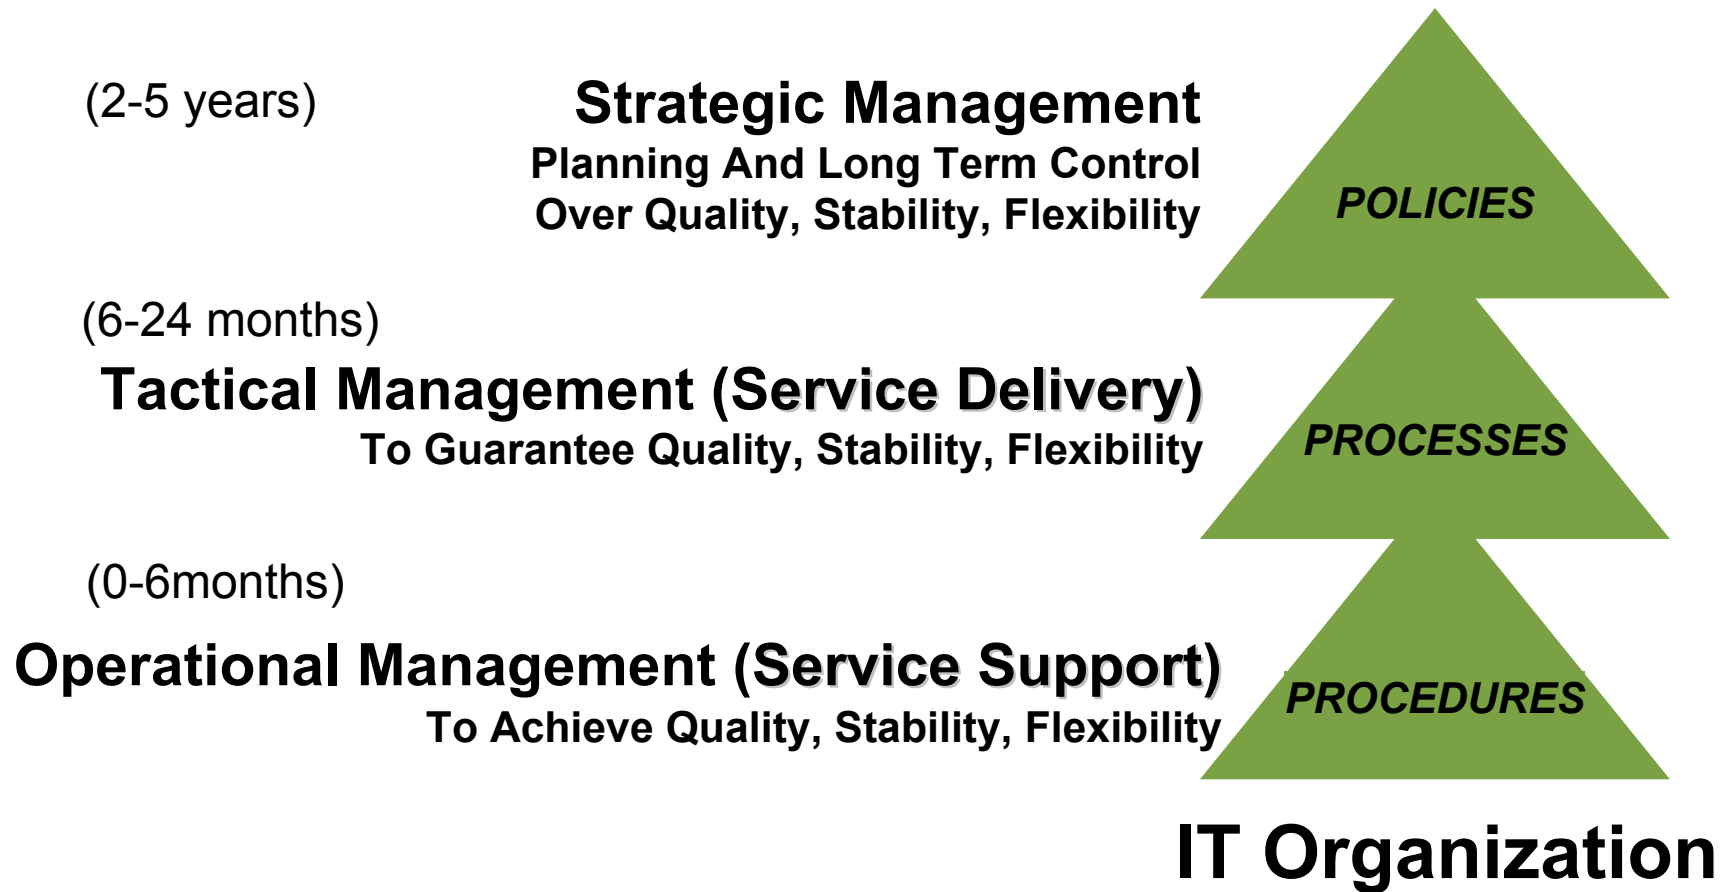 (2-5 years)
Strategic Management
Planning And Long Term Control
Over Quality, Stability, Flexibility
POLICIES
(6-24 months)
Tactical Management (Service Delivery)
To Guarantee Quality, Stability, Flexibility
PROCESSES
(0-6months)
Operational Management (Service Support)
To Achieve Quality, Stability, Flexibility
PROCEDURES
IT Organization